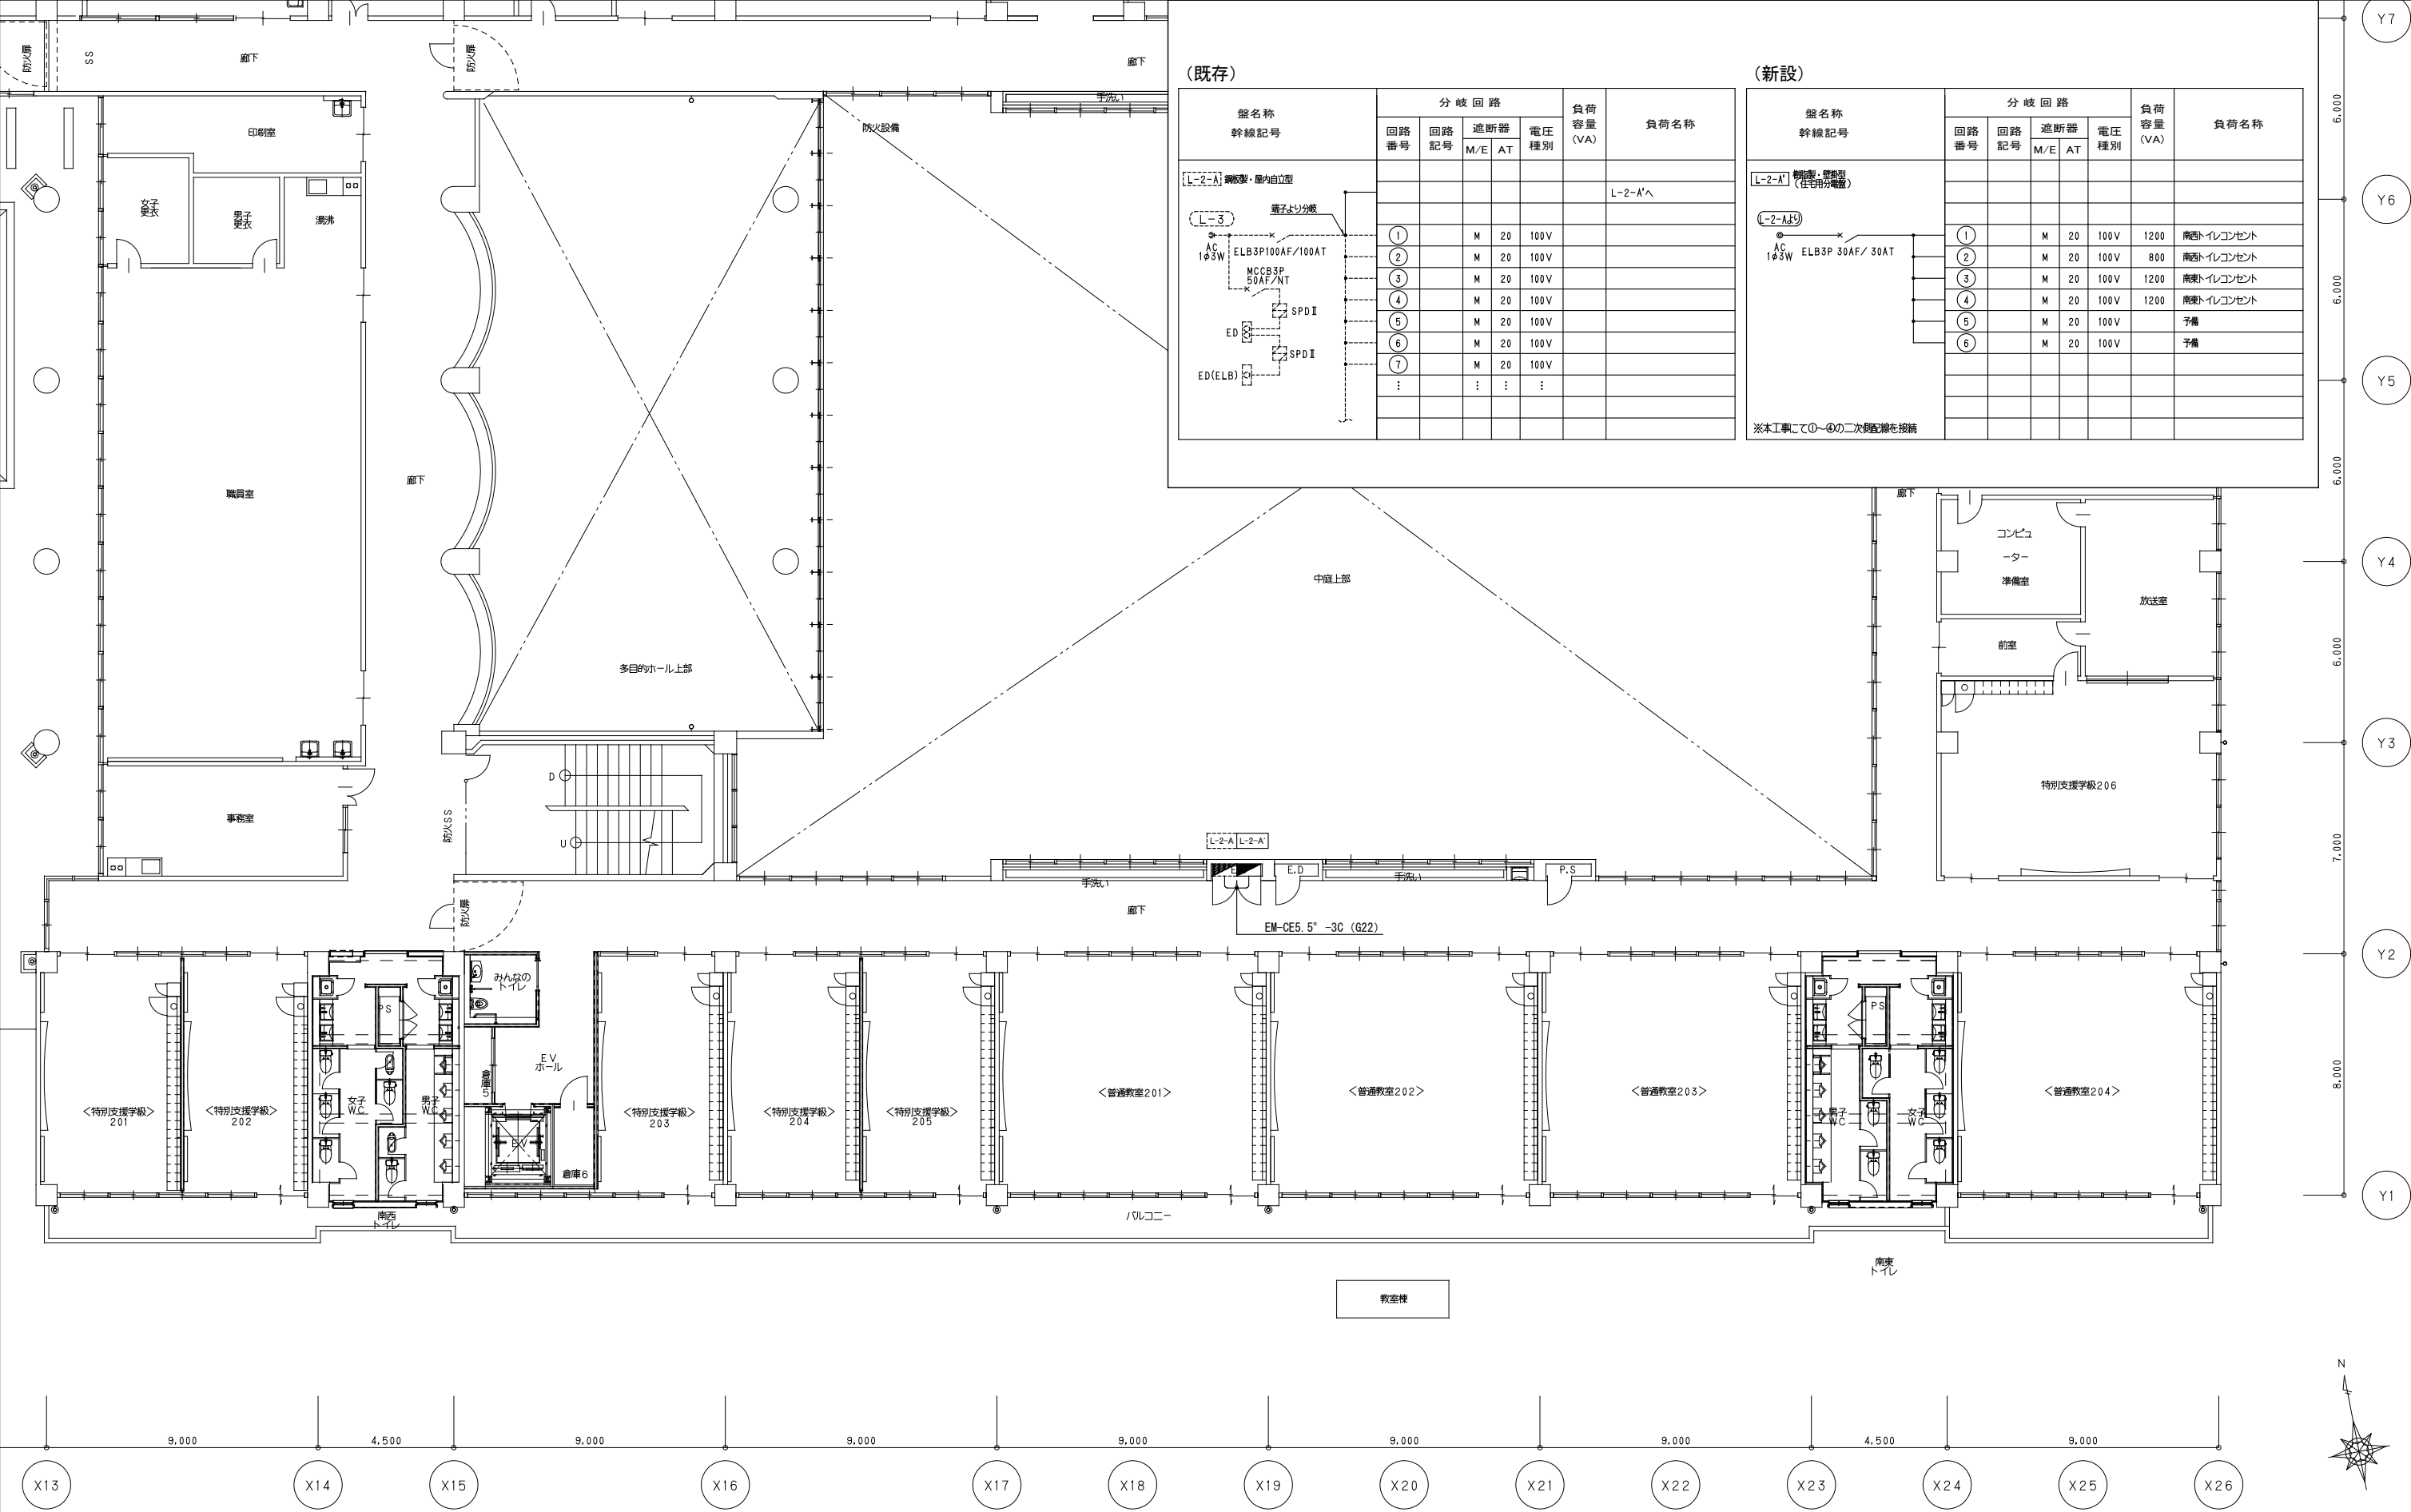 防火扉
SS
廊下
防火扉
廊下
Y7
(既存)
盤名称
幹線記号
分岐回路
負荷
容量
(VA)
負荷名称
回路
番号
回路
記号
遮断器
電圧
種別
M/E AT
L-2-A 鋼板製・屋内自立型
L-2-A'へ
端子より分岐
L-3
AC
1φ3W
ELB3P100AF/100AT
MCCB3P
50AF/NT
SPDⅡ
ED
SPDⅡ
ED(ELB)
1 M 20 100V
2 M 20 100V
3 M 20 100V
4 M 20 100V
5 M 20 100V
6 M 20 100V
7 M 20 100V
: : : :
(新設)
盤名称
幹線記号
分岐回路
負荷
容量
(VA)
負荷名称
回路
番号
回路
記号
遮断器
電圧
種別
M/E AT
L-2-A' 樹脂製・壁掛型
(住宅用分電盤)
L-2-Aより
AC
1φ3W
ELB3P 30AF/ 30AT
1 M 20 100V 1200 南西トイレコンセント
2 M 20 100V 800 南西トイレコンセント
3 M 20 100V 1200 南東トイレコンセント
4 M 20 100V 1200 南東トイレコンセント
5 M 20 100V 予備
6 M 20 100V 予備
※本工事にて①~④の二次側配線を接続
6,000
Y6
6,000
Y5
6,000
Y4
6,000
Y3
7,000
Y2
8,000
Y1
手洗い
防火設備
印刷室
女子
更衣
男子
更衣
湯沸
職員室
廊下
多目的ホール上部
中庭上部
廊下
コンピュ
ーター
準備室
放送室
前室
特別支援学級206
事務室
防火SS
D
U
L-2-A L-2-A'
手洗い
E.D
手洗い
P.S
防火扉
廊下
EM-CE5.5°-3C (G22)
みんなの
トイレ
PS
EV
ホール
倉庫5
EV
倉庫6
<特別支援学級>
201
<特別支援学級>
202
女子
WC
男子
WC
<特別支援学級>
203
<特別支援学級>
204
<特別支援学級>
205
<普通教室201>
<普通教室202>
<普通教室203>
PS
男子
WC
女子
WC
<普通教室204>
南西
トイレ
バルコニー
南東
トイレ
教室棟
N
9,000
4,500
9,000
9,000
9,000
9,000
9,000
4,500
9,000
X13
X14
X15
X16
X17
X18
X19
X20
X21
X22
X23
X24
X25
X26